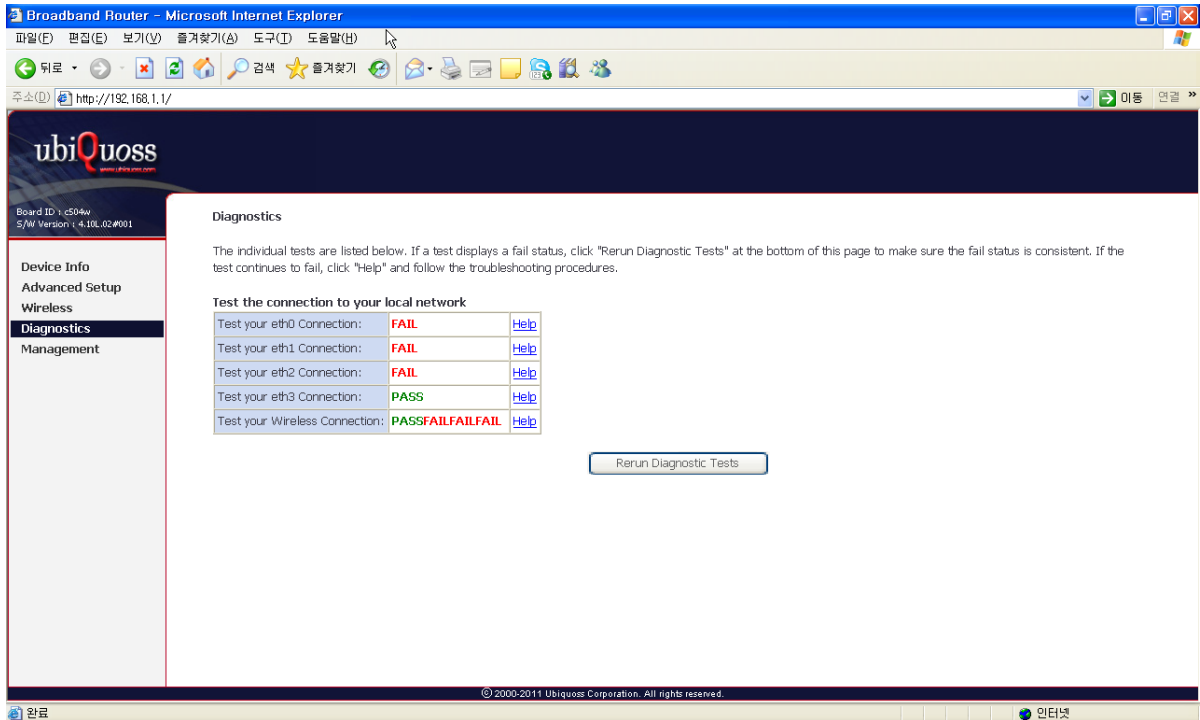 Broadband Router - Microsoft Internet Explorer
파일(F) 편집(E) 보기(V) 즐겨찾기(A) 도구(T) 도움말(H)
뒤로 검색 즐겨찾기
주소(D) http://192.168.1.1/ 이동 연결 »
ubiQuoss
www.ubiquoss.com
Board ID : c504w
S/W Version : 4.10L.02#001
Device Info
Advanced Setup
Wireless
Diagnostics
Management
Diagnostics
The individual tests are listed below. If a test displays a fail status, click "Rerun Diagnostic Tests" at the bottom of this page to make sure the fail status is consistent. If the
test continues to fail, click "Help" and follow the troubleshooting procedures.
Test the connection to your local network
Test your eth0 Connection: FAIL Help
Test your eth1 Connection: FAIL Help
Test your eth2 Connection: FAIL Help
Test your eth3 Connection: PASS Help
Test your Wireless Connection: PASSFAILFAILFAIL Help
Rerun Diagnostic Tests
© 2000-2011 Ubiquoss Corporation. All rights reserved.
완료 인터넷